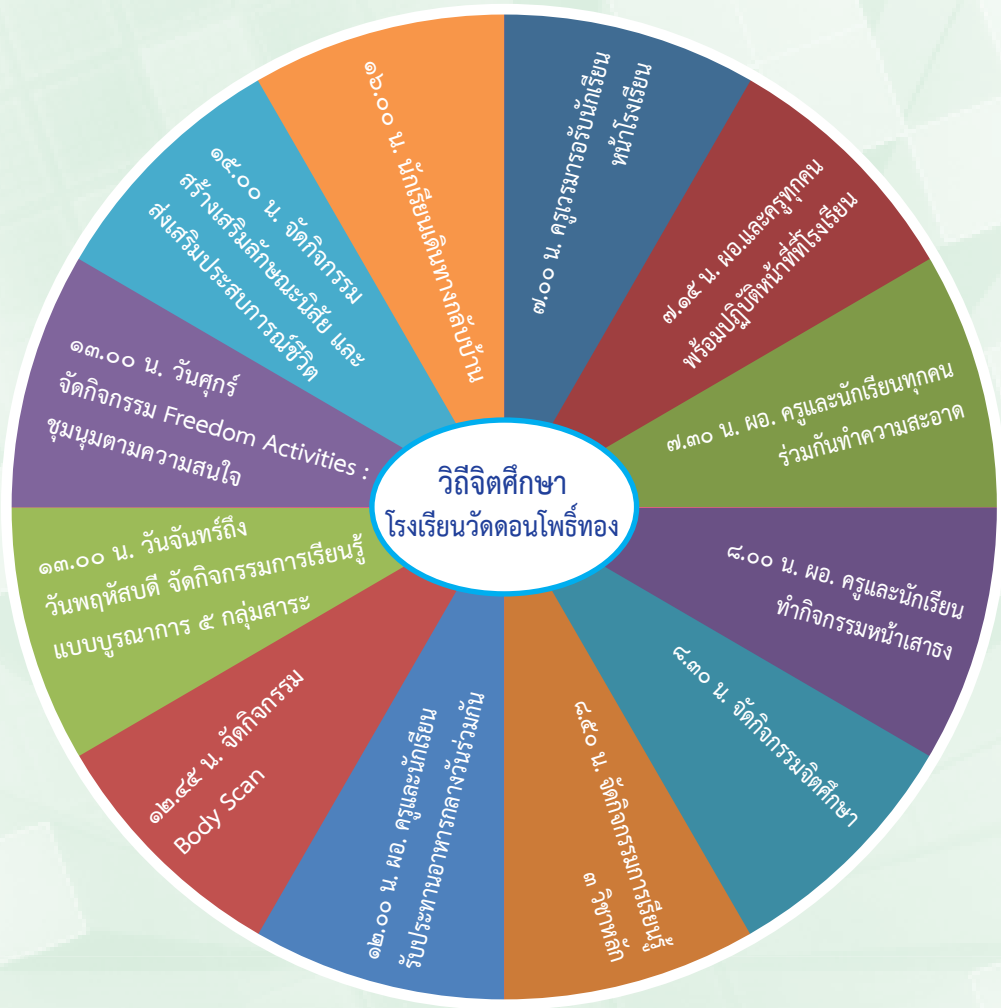 วิถีจิตศึกษา
โรงเรียนวัดดอนโพธิ์ทอง
๗.๐๐ น. ครูเวรมารอรับนักเรียน
หน้าโรงเรียน
๗.๑๕ น. ผอ.และครูทุกคน
พร้อมปฏิบัติหน้าที่ที่โรงเรียน
๗.๓๐ น. ผอ. ครูและนักเรียนทุกคน
ร่วมกันทำความสะอาด
๘.๐๐ น. ผอ. ครูและนักเรียน
ทำกิจกรรมหน้าเสาธง
๘.๓๐ น. จัดกิจกรรมจิตศึกษา
๘.๕๐ น. จัดกิจกรรมการเรียนรู้
๓ วิชาหลัก
๑๒.๐๐ น. ผอ. ครูและนักเรียน
รับประทานอาหารกลางวันร่วมกัน
๑๒.๔๕ น. จัดกิจกรรม
Body Scan
๑๓.๐๐ น. วันจันทร์ถึง
วันพฤหัสบดี จัดกิจกรรมการเรียนรู้
แบบบูรณาการ ๕ กลุ่มสาระ
๑๓.๐๐ น. วันศุกร์
จัดกิจกรรม Freedom Activities :
ชุมนุมตามความสนใจ
๑๕.๐๐ น. จัดกิจกรรม
สร้างเสริมลักษณะนิสัย และ
ส่งเสริมประสบการณ์ชีวิต
๑๖.๐๐ น. นักเรียนเดินทางกลับบ้าน